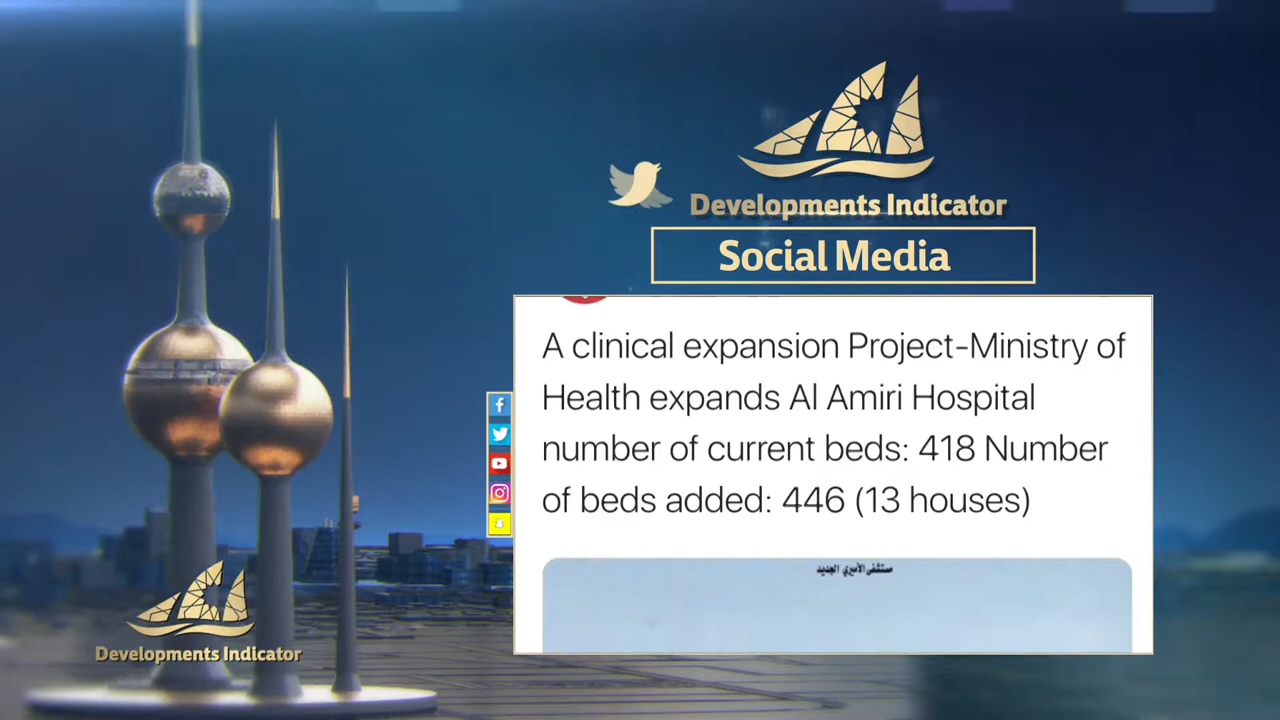 Developments Indicator
Social Media
A clinical expansion Project-Ministry of
Health expands Al Amiri Hospital
number of current beds: 418 Number
of beds added: 446 (13 houses)
مستشفى الأميري الجديد
Developments Indicator